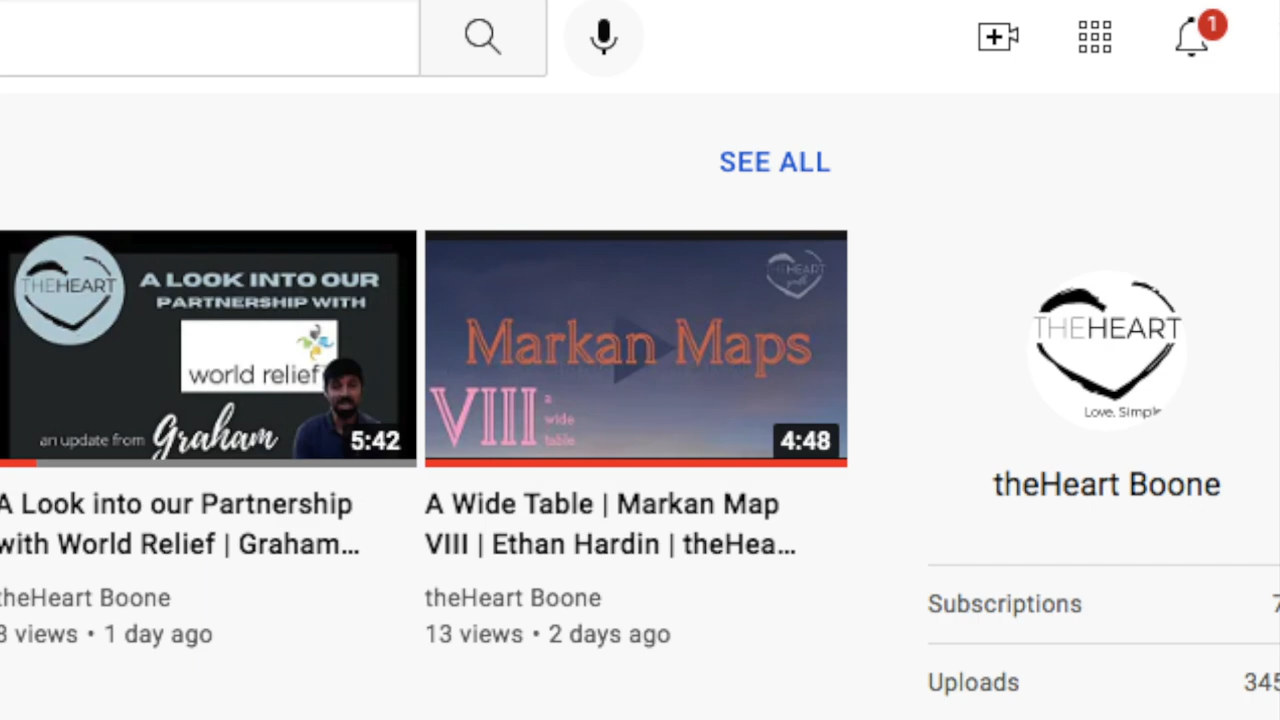 1
SEE ALL
THEHEART
A LOOK INTO OUR
PARTNERSHIP WITH
world relief
an update from Graham
5:42
THEHEART
youth
Markan Maps
VIII
a
wide
table
4:48
THEHEART
Love. Simple
theHeart Boone
A Look into our Partnership
with World Relief | Graham...
theHeart Boone
views • 1 day ago
A Wide Table | Markan Map
VIII | Ethan Hardin | theHea...
theHeart Boone
13 views • 2 days ago
Subscriptions
Uploads 345